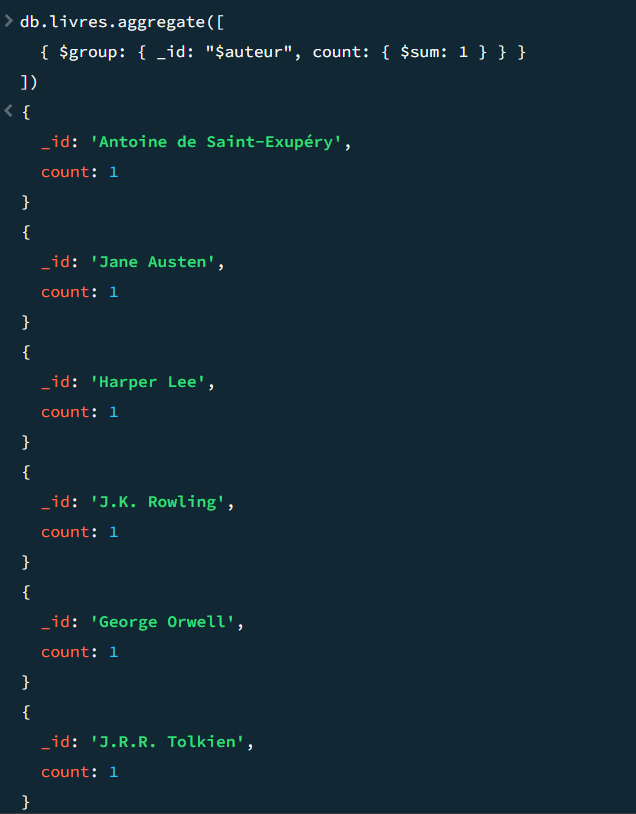 > db.livres.aggregate([
  { $group: { _id: "$auteur", count: { $sum: 1 } } }
])
< {
  _id: 'Antoine de Saint-Exupéry',
  count: 1
}
{
  _id: 'Jane Austen',
  count: 1
}
{
  _id: 'Harper Lee',
  count: 1
}
{
  _id: 'J.K. Rowling',
  count: 1
}
{
  _id: 'George Orwell',
  count: 1
}
{
  _id: 'J.R.R. Tolkien',
  count: 1
}